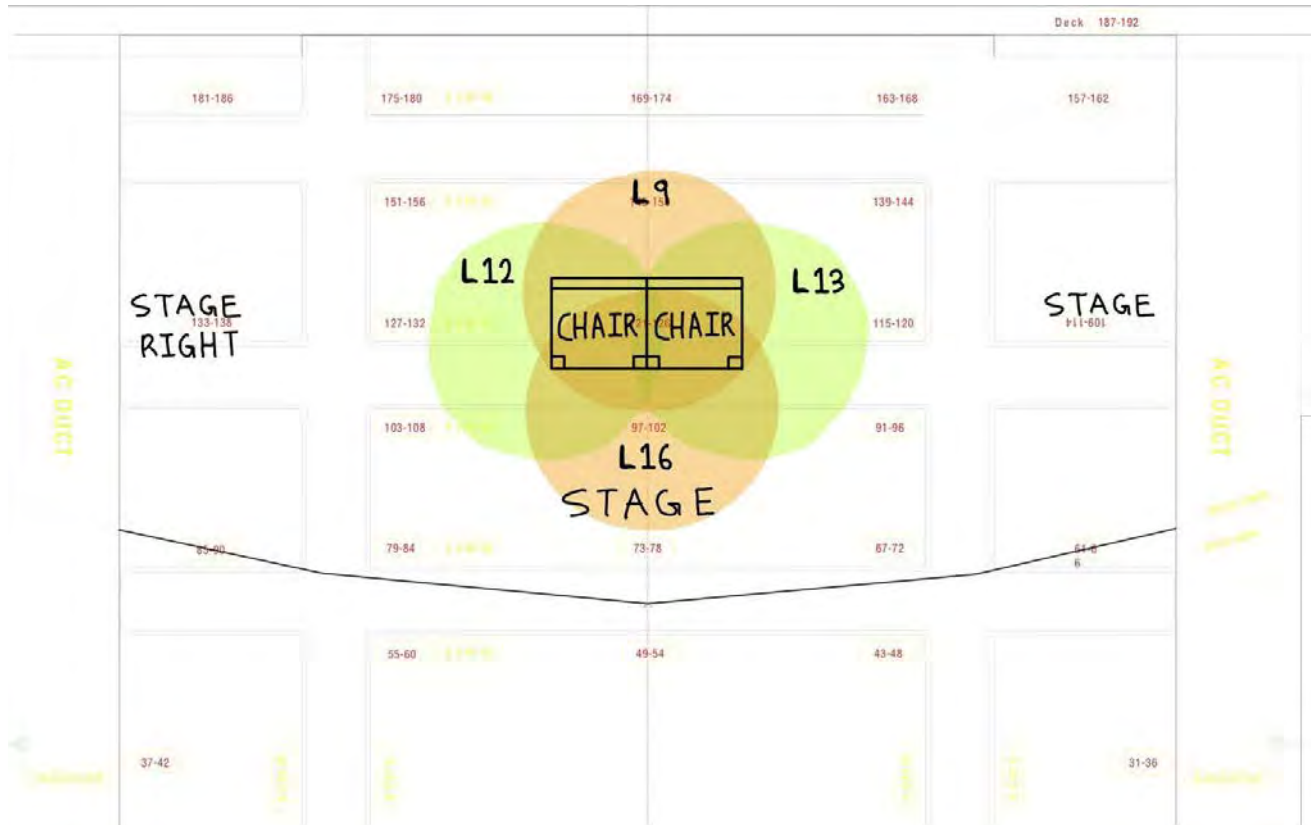 Deck 187-192
181-186
175-180
169-174
163-168
157-162
L9
151-156
139-144
L12
L13
STAGE
RIGHT
133-138
127-132
CHAIR
CHAIR
115-120
STAGE
109-114
AC DUCT
AC DUCT
103-108
97-102
91-96
L16
STAGE
85-90
79-84
73-78
67-72
55-60
49-54
43-48
37-42
31-36